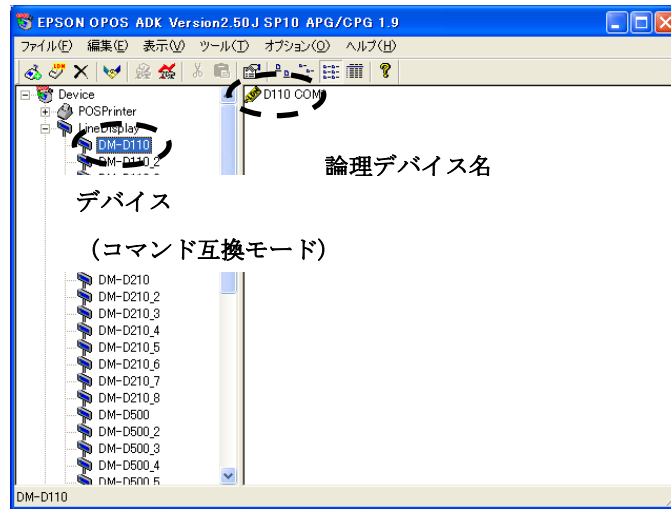 EPSON OPOS ADK Version2.50J SP10 APG/CPG 1.9
ファイル(F) 編集(E) 表示(V) ツール(T) オプション(O) ヘルプ(H)
Device
POSPrinter
LineDisplay
DM-D110
DM-D110_2
D110 COM
論理デバイス名
デバイス
(コマンド互換モード)
DM-D210
DM-D210_2
DM-D210_3
DM-D210_4
DM-D210_5
DM-D210_6
DM-D210_7
DM-D210_8
DM-D500
DM-D500_2
DM-D500_3
DM-D500_4
DM-D500_5
DM-D110